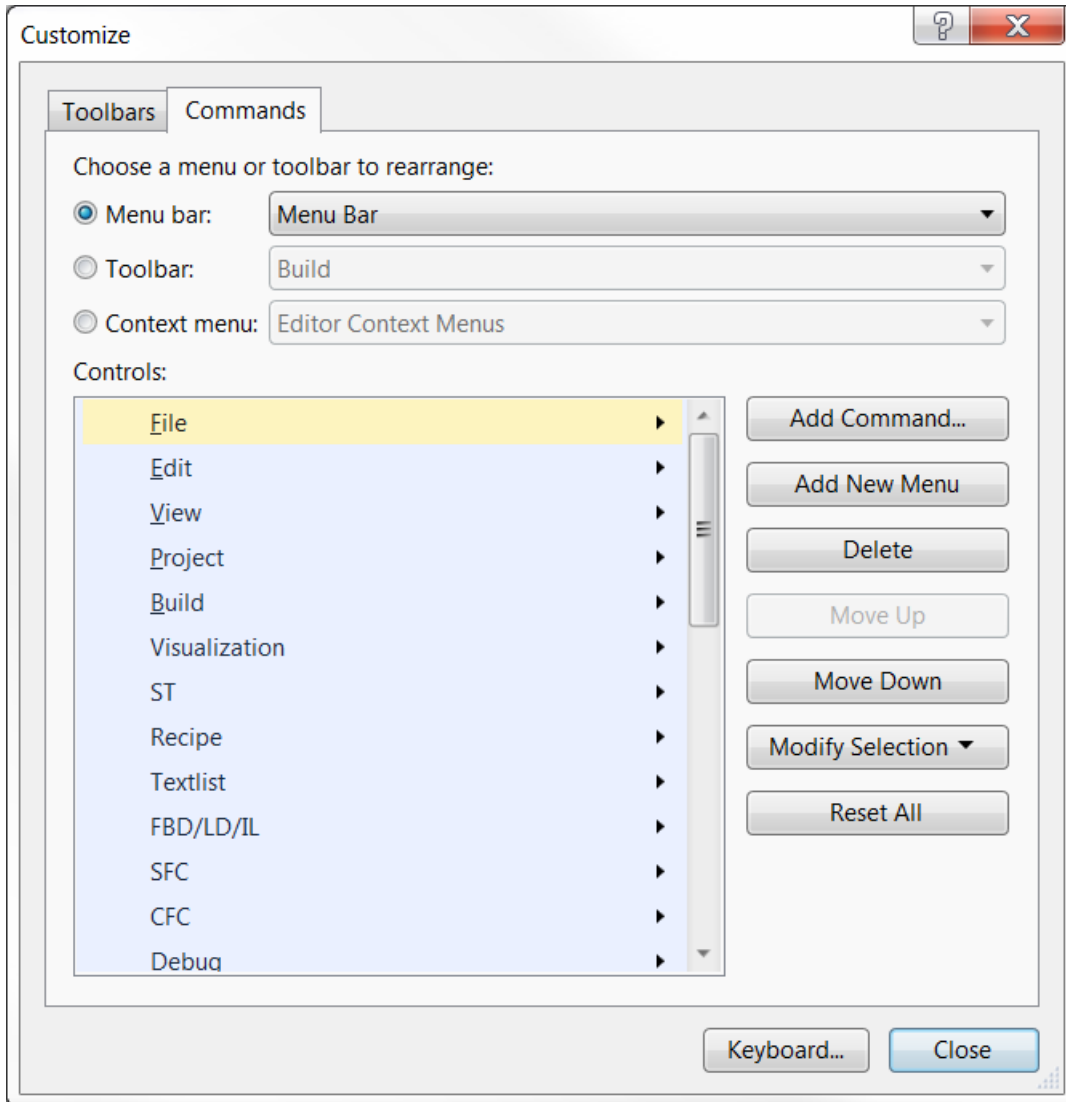 Customize
Toolbars Commands
Choose a menu or toolbar to rearrange:
Menu bar: Menu Bar
Toolbar: Build
Context menu: Editor Context Menus
Controls:
File
Edit
View
Project
Build
Visualization
ST
Recipe
Textlist
FBD/LD/IL
SFC
CFC
Debug
Add Command...
Add New Menu
Delete
Move Up
Move Down
Modify Selection
Reset All
Keyboard... Close